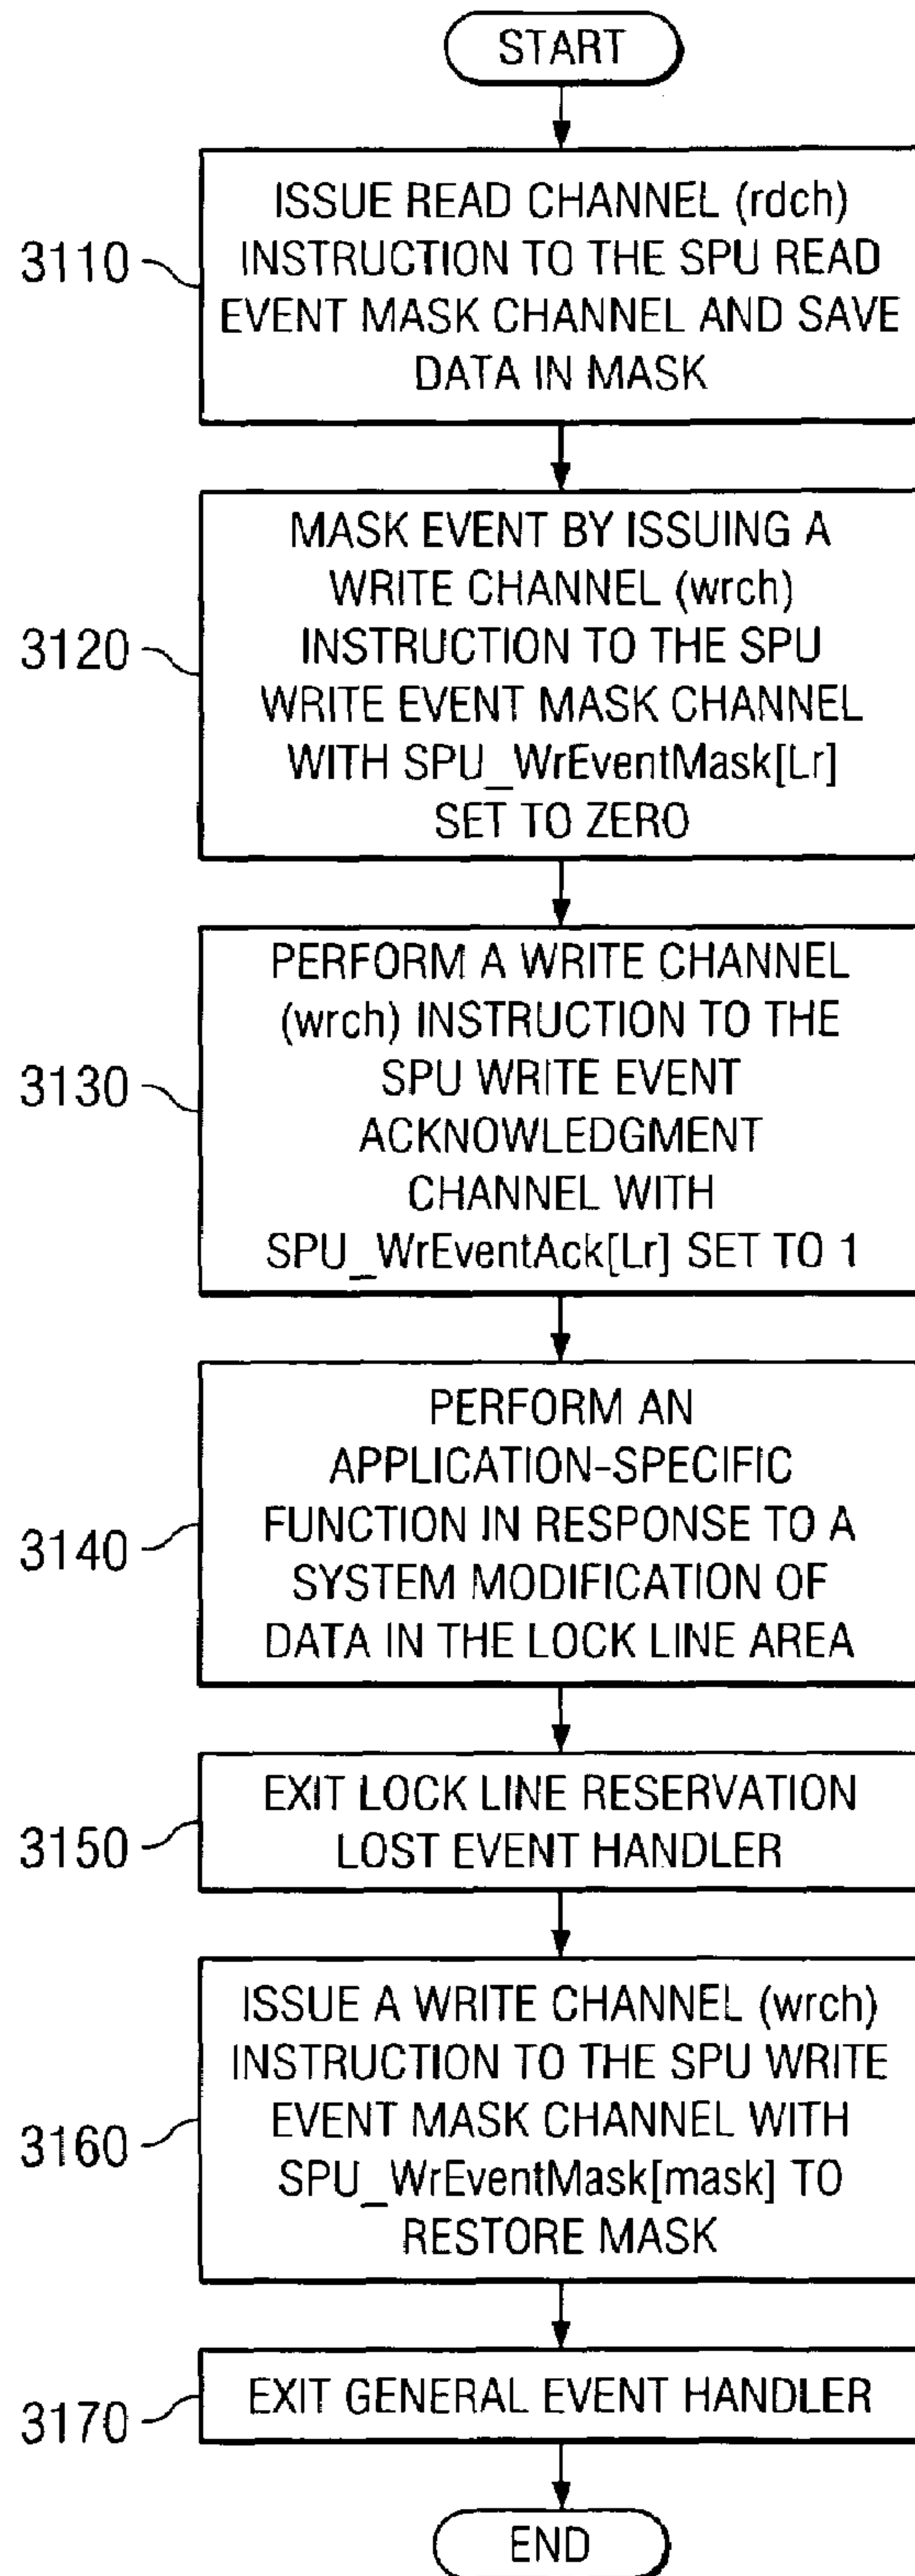 START
3110
ISSUE READ CHANNEL (rdch)
INSTRUCTION TO THE SPU READ
EVENT MASK CHANNEL AND SAVE
DATA IN MASK
3120
MASK EVENT BY ISSUING A
WRITE CHANNEL (wrch)
INSTRUCTION TO THE SPU
WRITE EVENT MASK CHANNEL
WITH SPU_WrEventMask[Lr]
SET TO ZERO
3130
PERFORM A WRITE CHANNEL
(wrch) INSTRUCTION TO THE
SPU WRITE EVENT
ACKNOWLEDGMENT
CHANNEL WITH
SPU_WrEventAck[Lr] SET TO 1
3140
PERFORM AN
APPLICATION-SPECIFIC
FUNCTION IN RESPONSE TO A
SYSTEM MODIFICATION OF
DATA IN THE LOCK LINE AREA
3150
EXIT LOCK LINE RESERVATION
LOST EVENT HANDLER
3160
ISSUE A WRITE CHANNEL (wrch)
INSTRUCTION TO THE SPU WRITE
EVENT MASK CHANNEL WITH
SPU_WrEventMask[mask] TO
RESTORE MASK
3170
EXIT GENERAL EVENT HANDLER
END